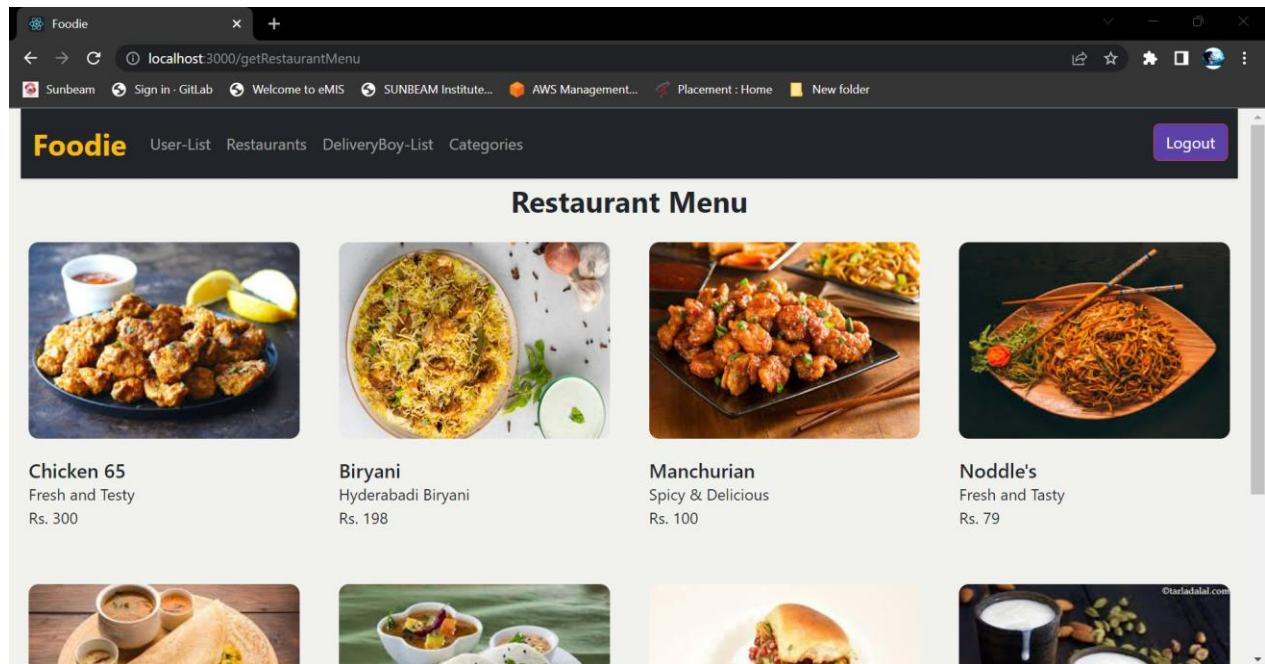 Foodie
localhost:3000/getRestaurantMenu
Sunbeam Sign in · GitLab Welcome to eMIS SUNBEAM Institute... AWS Management... Placement : Home New folder
Foodie User-List Restaurants DeliveryBoy-List Categories Logout
Restaurant Menu
Chicken 65
Fresh and Testy
Rs. 300
Biryani
Hyderabadi Biryani
Rs. 198
Manchurian
Spicy & Delicious
Rs. 100
Noddle's
Fresh and Tasty
Rs. 79
©tarladalal.com